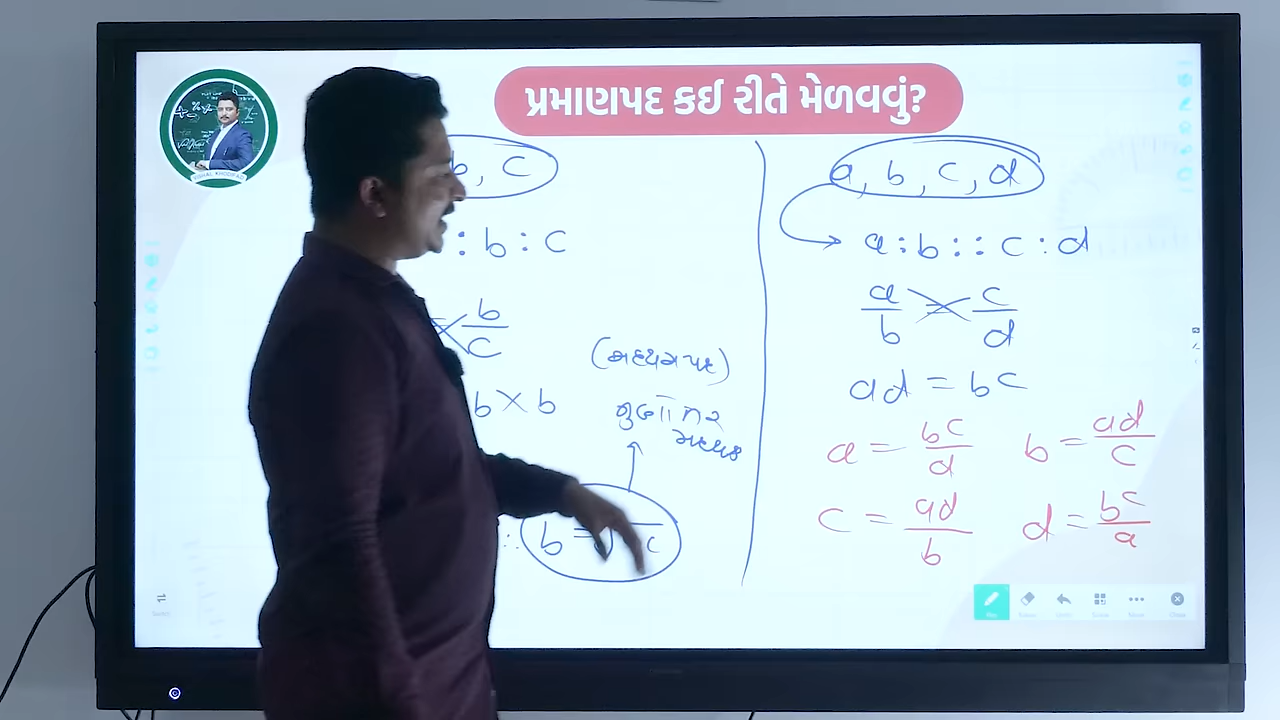 પ્રમાણપદ કઈ રીતે મેળવવું?
b, c
: b : c
b
c
b × b
(મધ્યમપદ)
ગુણોત્તર
મધ્યક
b =
c
a, b, c, d
a : b :: c : d
a/b c/d
ad = bc
a = bc/d b = ad/c
c = ad/b d = bc/a